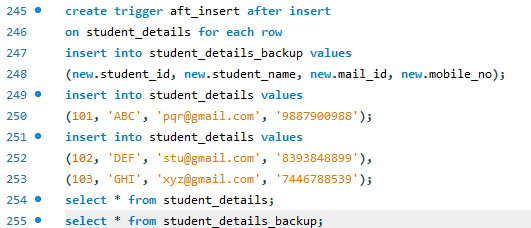 245 create trigger aft_insert after insert
246 on student_details for each row
247 insert into student_details_backup values
248 (new.student_id, new.student_name, new.mail_id, new.mobile_no);
249 insert into student_details values
250 (101, 'ABC', 'pqr@gmail.com', '9887900988');
251 insert into student_details values
252 (102, 'DEF', 'stu@gmail.com', '8393848899'),
253 (103, 'GHI', 'xyz@gmail.com', '7446788539');
254 select * from student_details;
255 select * from student_details_backup;